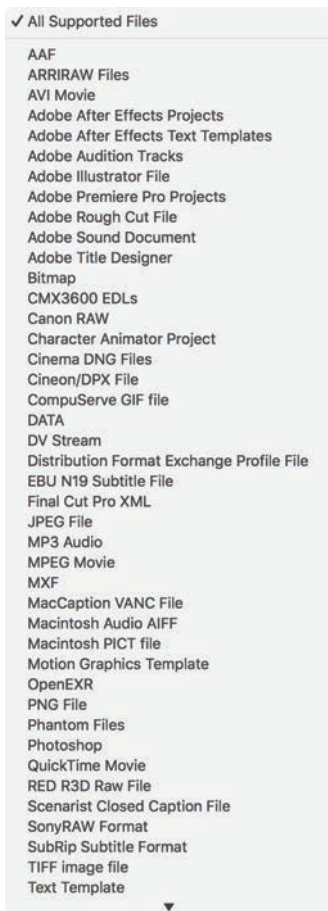 ✓ All Supported Files
AAF
ARRIRAW Files
AVI Movie
Adobe After Effects Projects
Adobe After Effects Text Templates
Adobe Audition Tracks
Adobe Illustrator File
Adobe Premiere Pro Projects
Adobe Rough Cut File
Adobe Sound Document
Adobe Title Designer
Bitmap
CMX3600 EDLs
Canon RAW
Character Animator Project
Cinema DNG Files
Cineon/DPX File
CompuServe GIF file
DATA
DV Stream
Distribution Format Exchange Profile File
EBU N19 Subtitle File
Final Cut Pro XML
JPEG File
MP3 Audio
MPEG Movie
MXF
MacCaption VANC File
Macintosh Audio AIFF
Macintosh PICT file
Motion Graphics Template
OpenEXR
PNG File
Phantom Files
Photoshop
QuickTime Movie
RED R3D Raw File
Scenarist Closed Caption File
SonyRAW Format
SubRip Subtitle Format
TIFF image file
Text Template